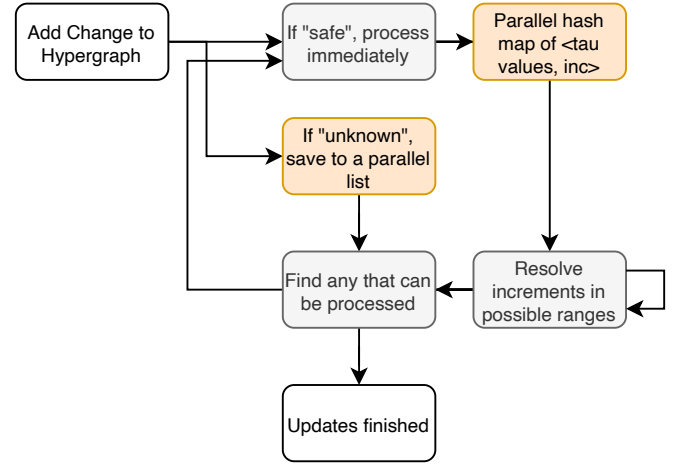 Add Change to
Hypergraph
If "safe", process
immediately
Parallel hash
map of <tau
values, inc>
If "unknown",
save to a parallel
list
Find any that can
be processed
Resolve
increments in
possible ranges
Updates finished